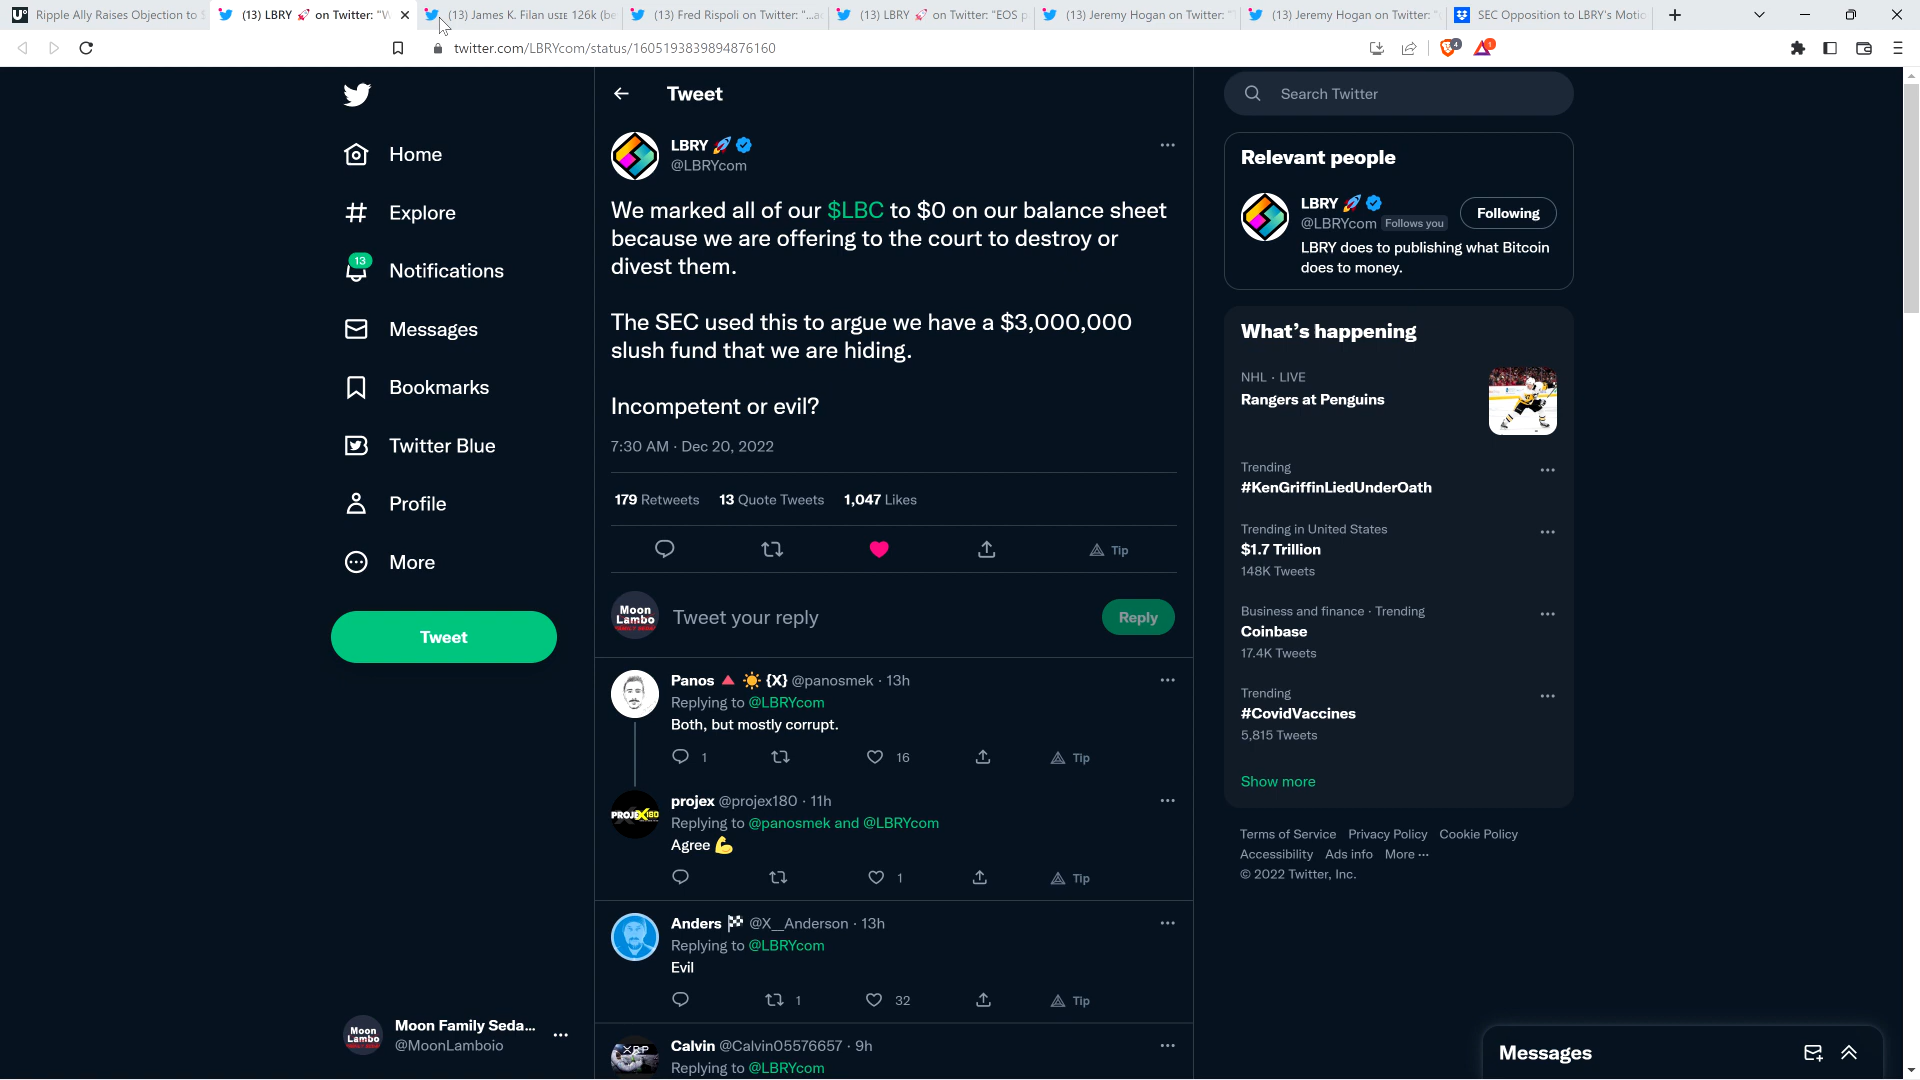 Ripple Ally Raises Objection to S
(13) LBRY 🚀 on Twitter: "W
(13) James K. Filan 🇺🇸🇮🇪 126k (be
(13) Fred Rispoli on Twitter: "...a
(13) LBRY 🚀 on Twitter: "EOS p
(13) Jeremy Hogan on Twitter: "
(13) Jeremy Hogan on Twitter: "
SEC Opposition to LBRY's Motio
twitter.com/LBRYcom/status/1605193839894876160
4
1
Home
Explore
13
Notifications
Messages
Bookmarks
Twitter Blue
Profile
More
Tweet
Moon Lambo
Moon Family Seda...
@MoonLamboio
Tweet
LBRY 🚀
@LBRYcom
We marked all of our $LBC to $0 on our balance sheet
because we are offering to the court to destroy or
divest them.
The SEC used this to argue we have a $3,000,000
slush fund that we are hiding.
Incompetent or evil?
7:30 AM · Dec 20, 2022
179 Retweets 13 Quote Tweets 1,047 Likes
Tip
Moon
Lambo
Tweet your reply
Reply
Panos 🔺 ☀️ {X} @panosmek · 13h
Replying to @LBRYcom
Both, but mostly corrupt.
1 16 Tip
PROJEX180
projex @projex180 · 11h
Replying to @panosmek and @LBRYcom
Agree 💪
1 Tip
Anders 🏁 @X__Anderson · 13h
Replying to @LBRYcom
Evil
1 32 Tip
XRP
Calvin @Calvin05576657 · 9h
Replying to @LBRYcom
Search Twitter
Relevant people
LBRY 🚀
@LBRYcom Follows you
Following
LBRY does to publishing what Bitcoin
does to money.
What's happening
NHL · LIVE
Rangers at Penguins
Trending
#KenGriffinLiedUnderOath
Trending in United States
$1.7 Trillion
148K Tweets
Business and finance · Trending
Coinbase
17.4K Tweets
Trending
#CovidVaccines
5,815 Tweets
Show more
Terms of Service Privacy Policy Cookie Policy
Accessibility Ads info More ···
© 2022 Twitter, Inc.
Messages